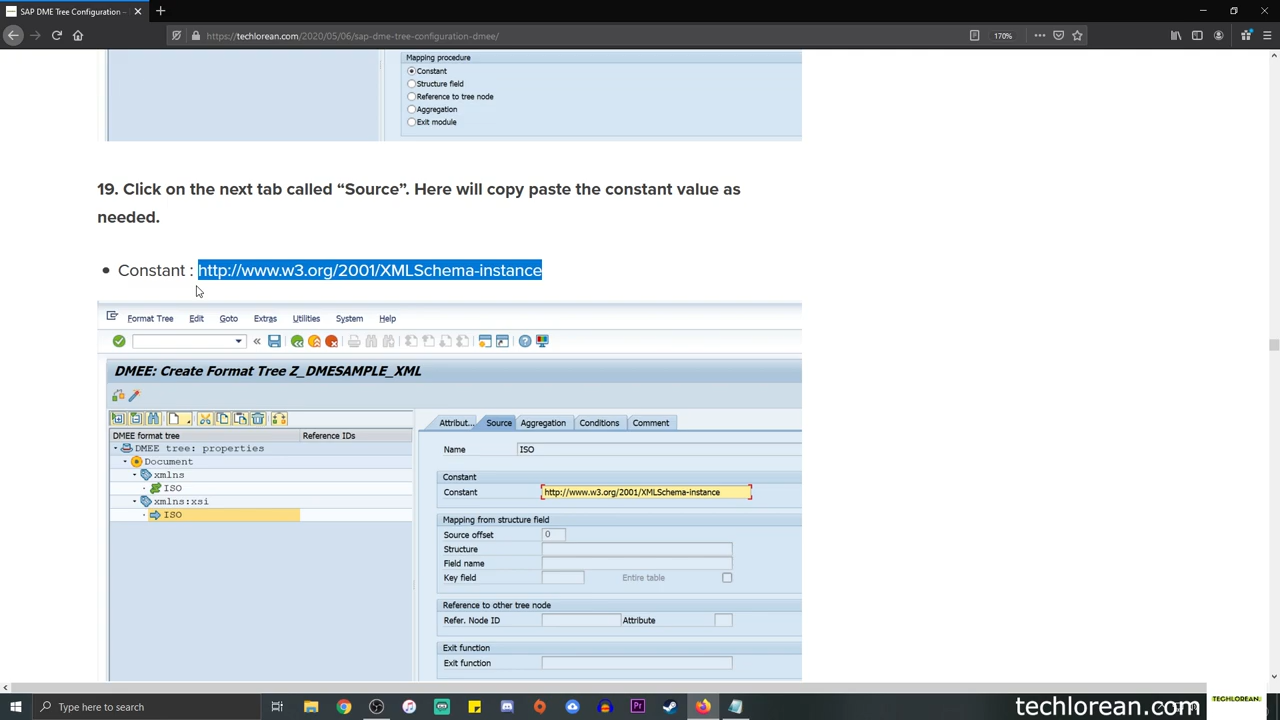 SAP DME Tree Configuration –
https://techlorean.com/2020/05/06/sap-dme-tree-configuration-dmee/
170%
Mapping procedure
Constant
Structure field
Reference to tree node
Aggregation
Exit module
19. Click on the next tab called “Source”. Here will copy paste the constant value as
needed.
Constant : http://www.w3.org/2001/XMLSchema-instance
Format Tree Edit Goto Extras Utilities System Help
DMEE: Create Format Tree Z_DMESAMPLE_XML
DMEE format tree Reference IDs
DMEE tree: properties
Document
xmlns
ISO
xmlns:xsi
ISO
Attribut... Source Aggregation Conditions Comment
Name ISO
Constant
Constant http://www.w3.org/2001/XMLSchema-instance
Mapping from structure field
Source offset 0
Structure
Field name
Key field Entire table
Reference to other tree node
Refer. Node ID Attribute
Exit function
Exit function
Type here to search
techlorean.com
TECHLOREAN